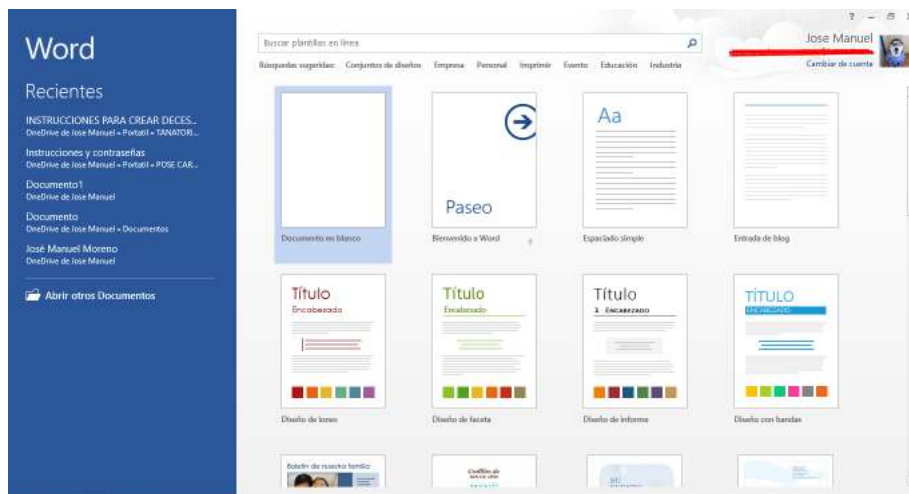 ? – 
Word
Buscar plantillas en línea
Jose Manuel
Cambiar de cuenta
Búsquedas sugeridas: Conjuntos de diseños Empresa Personal Imprimir Evento Educación Industria
Recientes
INSTRUCCIONES PARA CREAR DECES...
OneDrive de Jose Manuel » Portatil » TANATORI...
Instrucciones y contraseñas
OneDrive de Jose Manuel » Portatil » POSE CAR...
Documento1
OneDrive de Jose Manuel
Documento
OneDrive de Jose Manuel » Documentos
José Manuel Moreno
OneDrive de Jose Manuel
Abrir otros Documentos
Paseo
Aa
Documento en blanco
Bienvenido a Word
Espaciado simple
Entrada de blog
Título
Encabezado
Título
Encabezado
Título
1 ENCABEZADO
TÍTULO
ENCABEZADO
Diseño de iones
Diseño de faceta
Diseño de informe
Diseño con bandas
Boletín de nuestra familia